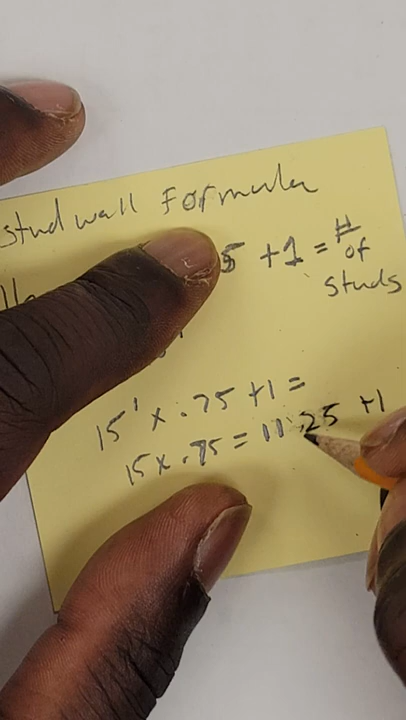 stud wall Formula
5 +1 = # of studs
15' x .75 +1 =
15 x .75 = 11.25 +1